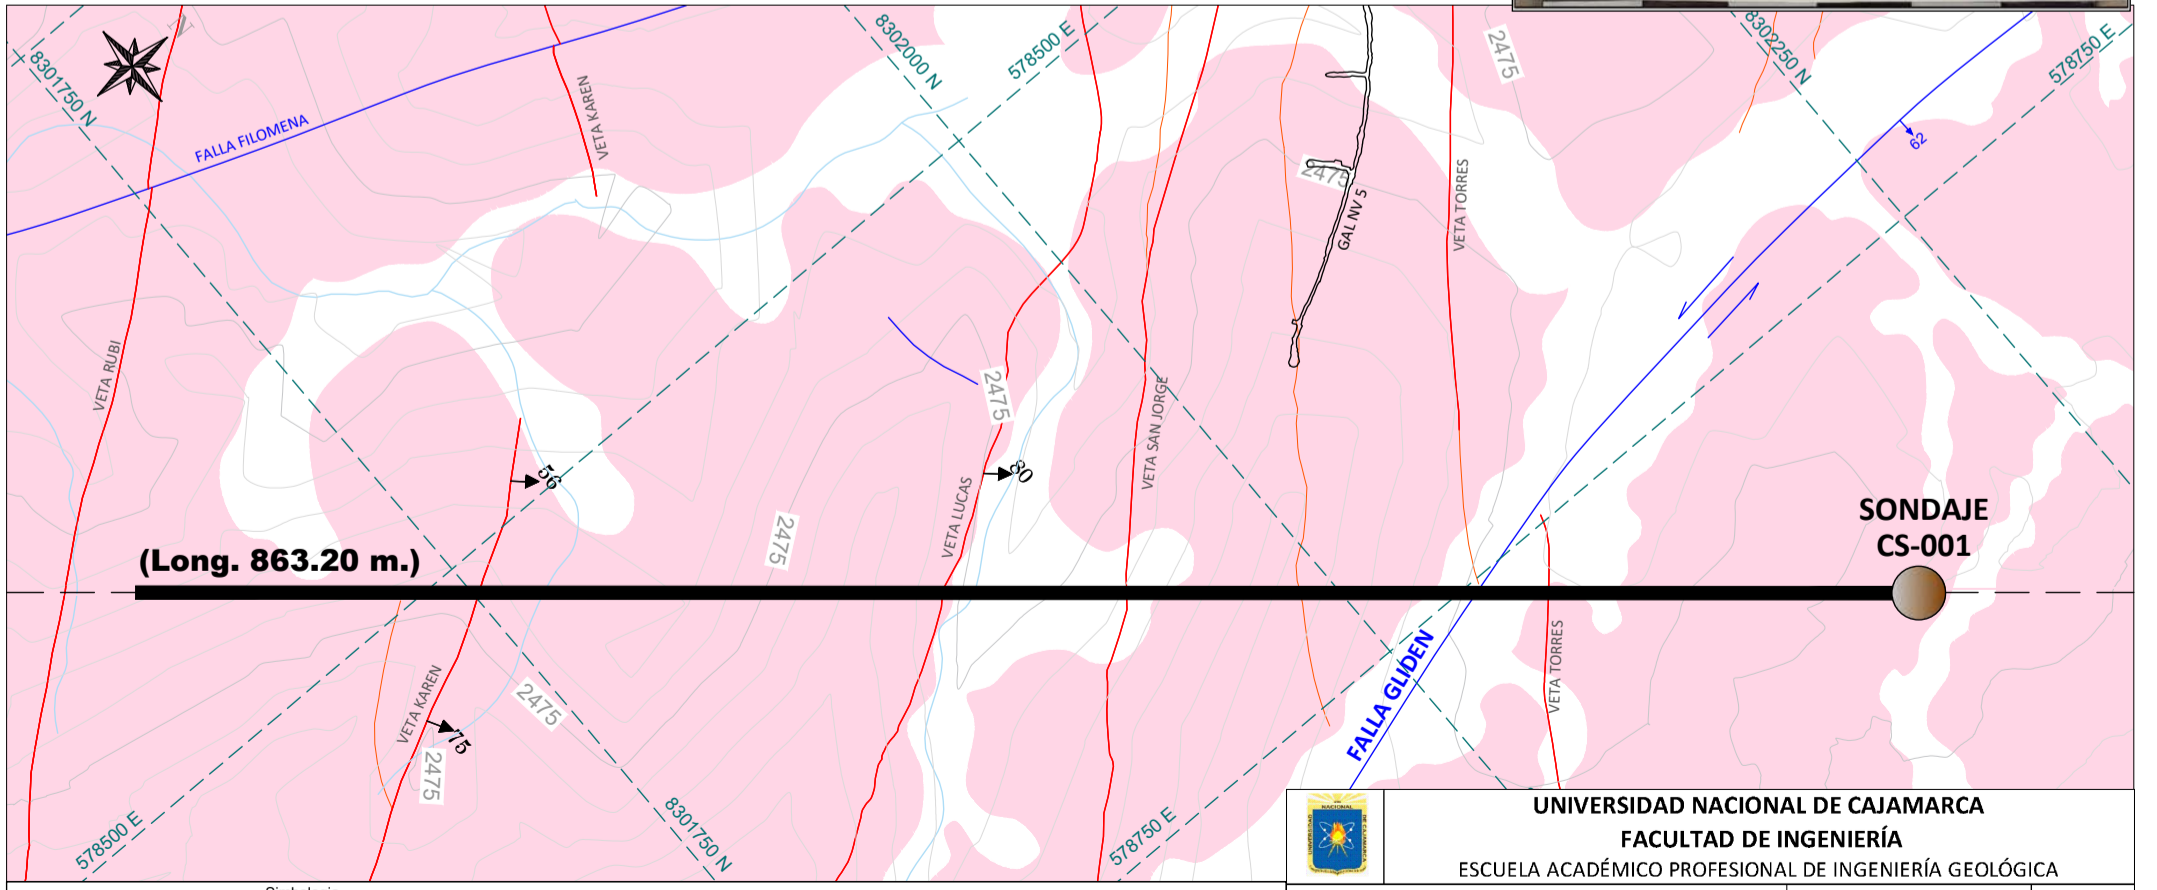 8301750 N
8302000 N
578500 E
2475
8302250 N
578750 E
FALLA FILOMENA
VETA KAREN
62
2475
GAL NV 5
VETA TORRES
VETA RUBI
2475
VETA SAN JORGE
56
80
VETA LUCAS
2475
SONDAJE
CS-001
(Long. 863.20 m.)
VETA KAREN
75
2475
2475
FALLA GLIDEN
VETA TORRES
578500 E
8301750 N
578750 E
UNIVERSIDAD NACIONAL DE CAJAMARCA
FACULTAD DE INGENIERÍA
ESCUELA ACADÉMICO PROFESIONAL DE INGENIERÍA GEOLÓGICA